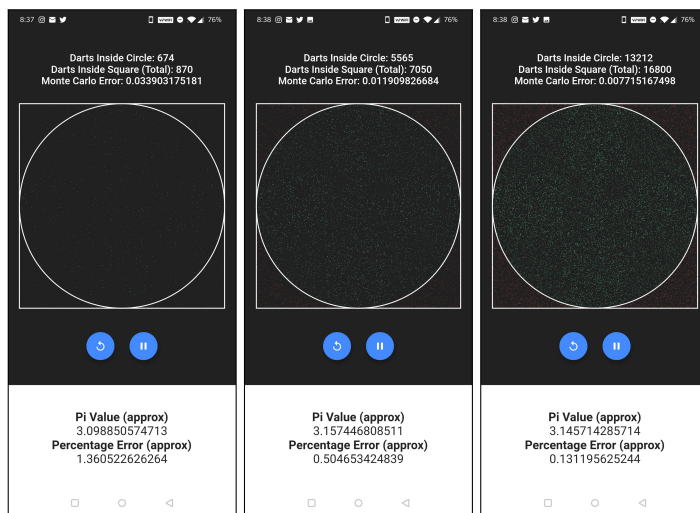 8:37
76%
Darts Inside Circle: 674
Darts Inside Square (Total): 870
Monte Carlo Error: 0.033903175181
Pi Value (approx)
3.098850574713
Percentage Error (approx)
1.360522626264
8:38
76%
Darts Inside Circle: 5565
Darts Inside Square (Total): 7050
Monte Carlo Error: 0.011909826684
Pi Value (approx)
3.157446808511
Percentage Error (approx)
0.504653424839
8:38
76%
Darts Inside Circle: 13212
Darts Inside Square (Total): 16800
Monte Carlo Error: 0.007715167498
Pi Value (approx)
3.145714285714
Percentage Error (approx)
0.131195625244